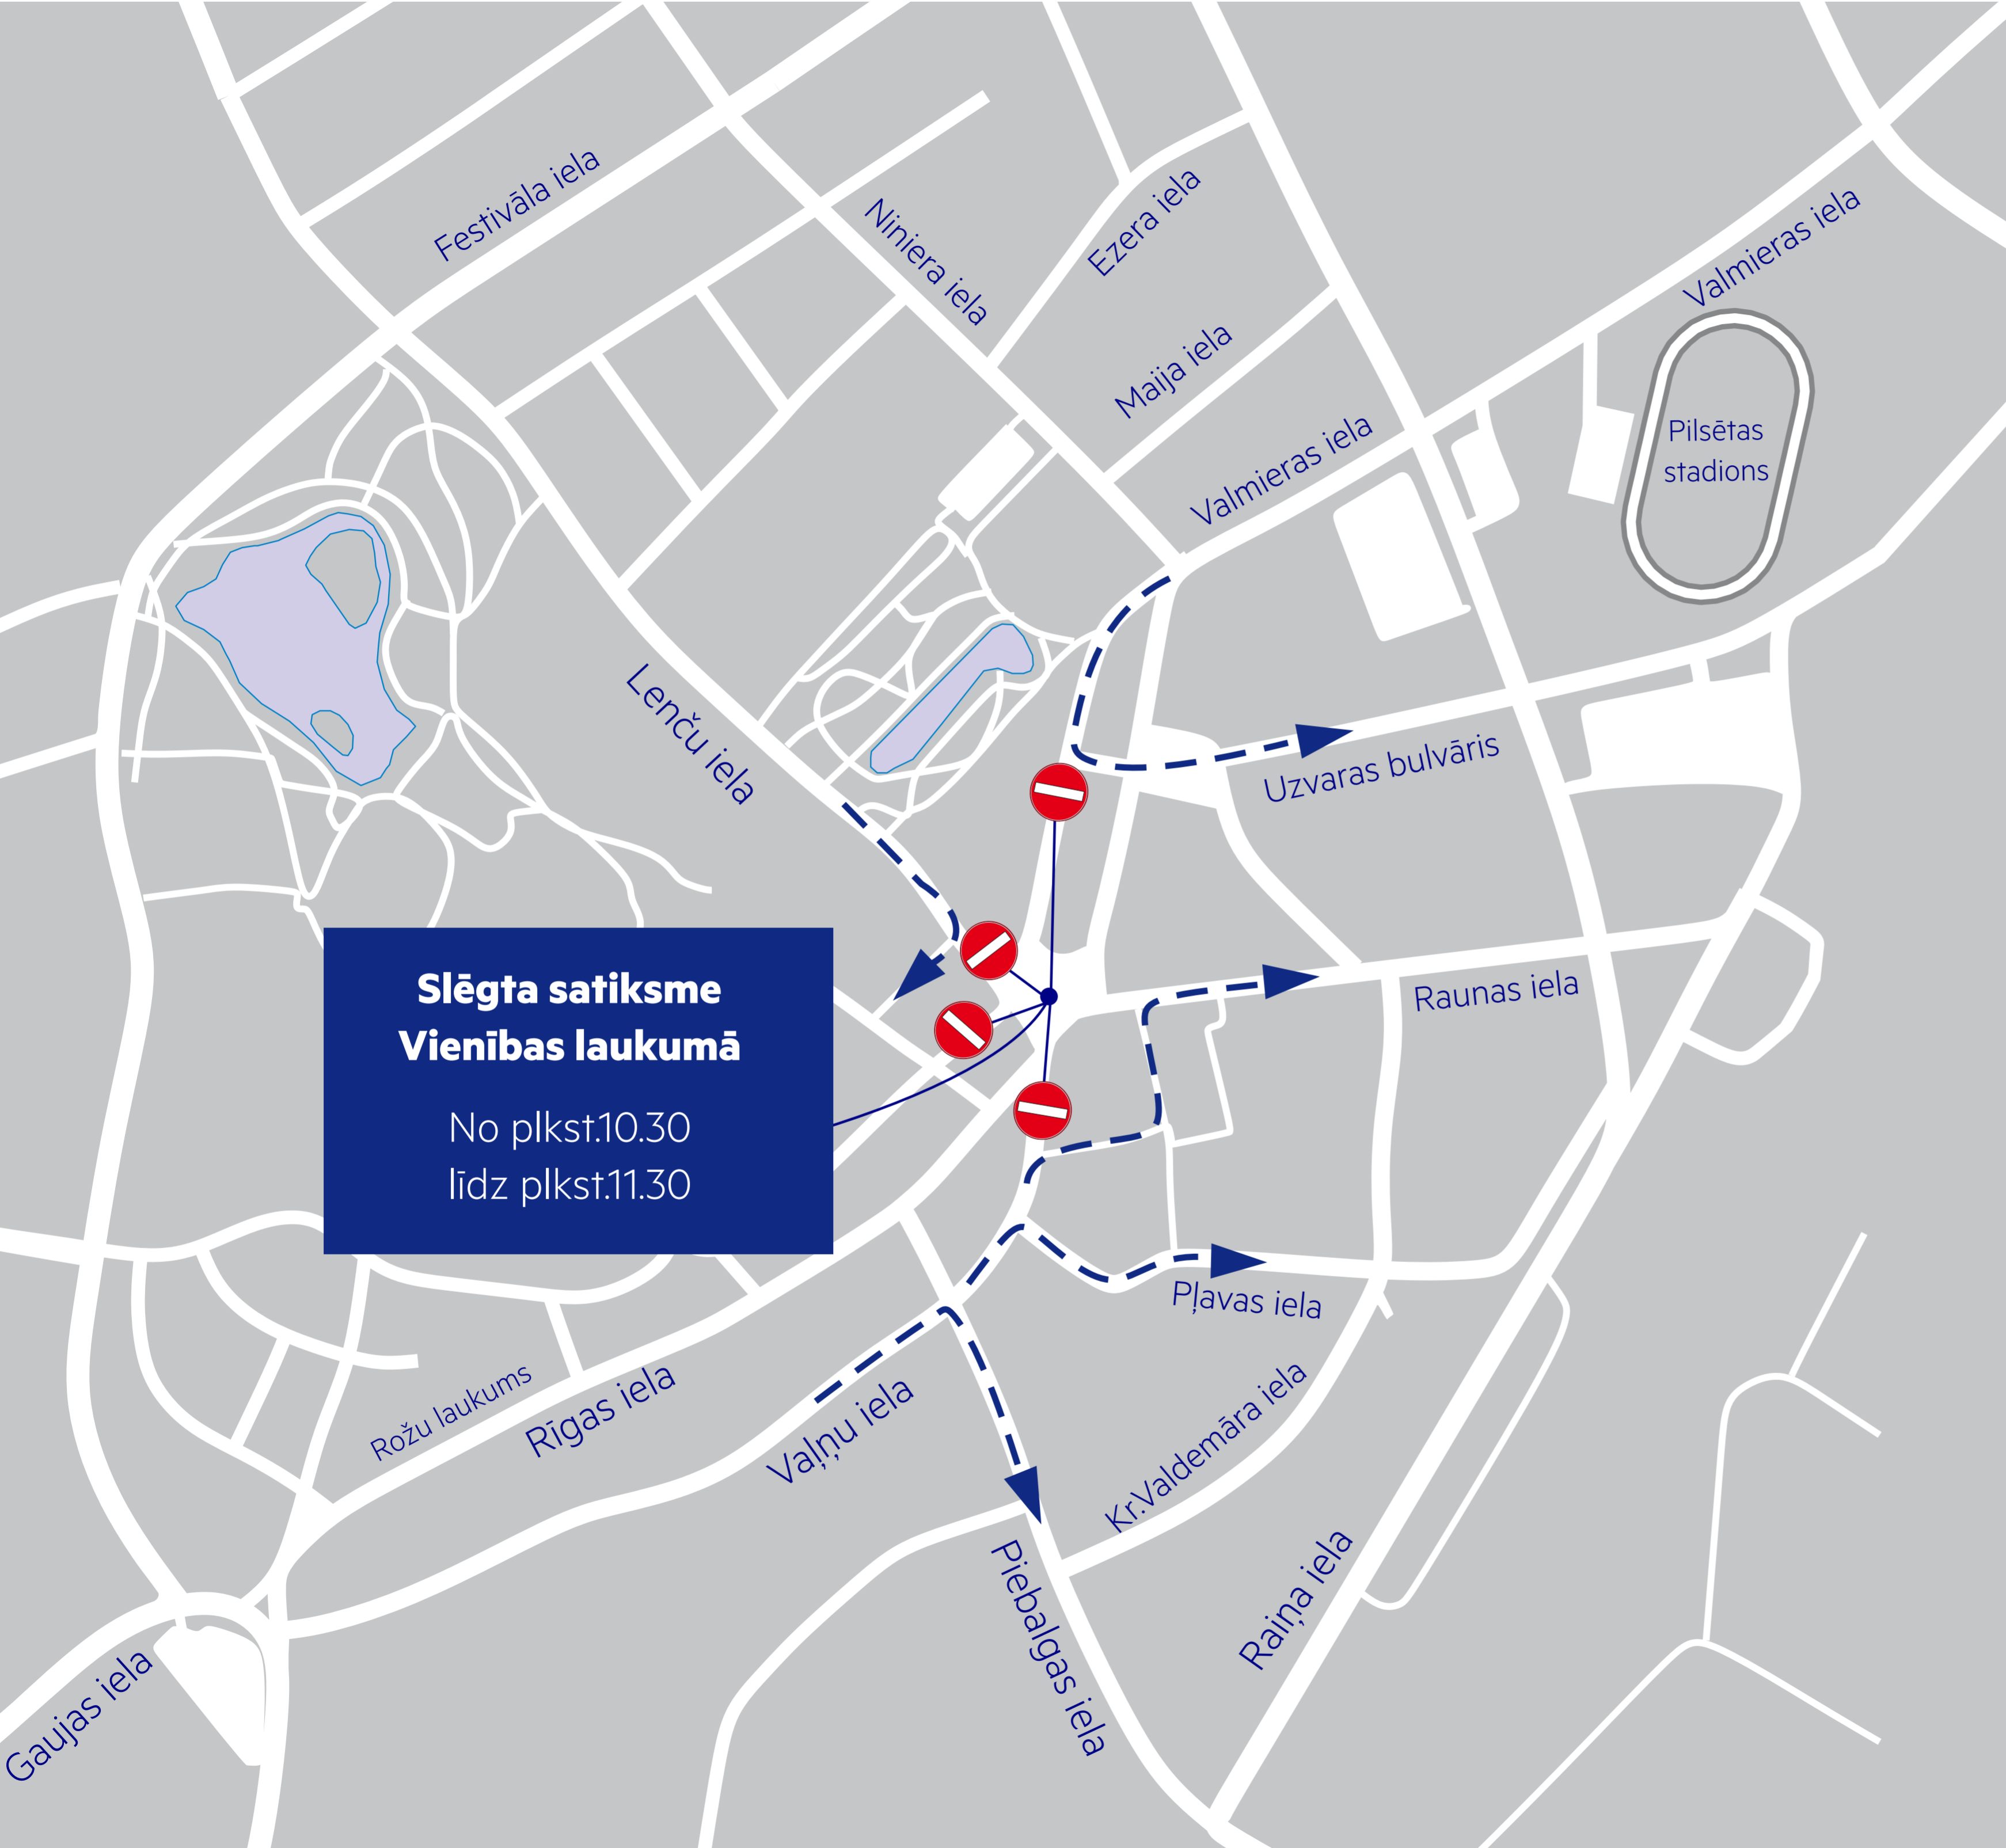 Festivāla iela
Niniera iela
Ezera iela
Valmieras iela
Maija iela
Valmieras iela
Pilsētas
stadions
Lenču iela
Uzvaras bulvāris
Raunas iela
Slēgta satiksme
Vienības laukumā
No plkst.10.30
līdz plkst.11.30
Pļavas iela
Rožu laukums
Rīgas iela
Vaļņu iela
Kr.Valdemāra iela
Piebalgas iela
Raiņa iela
Gaujas iela